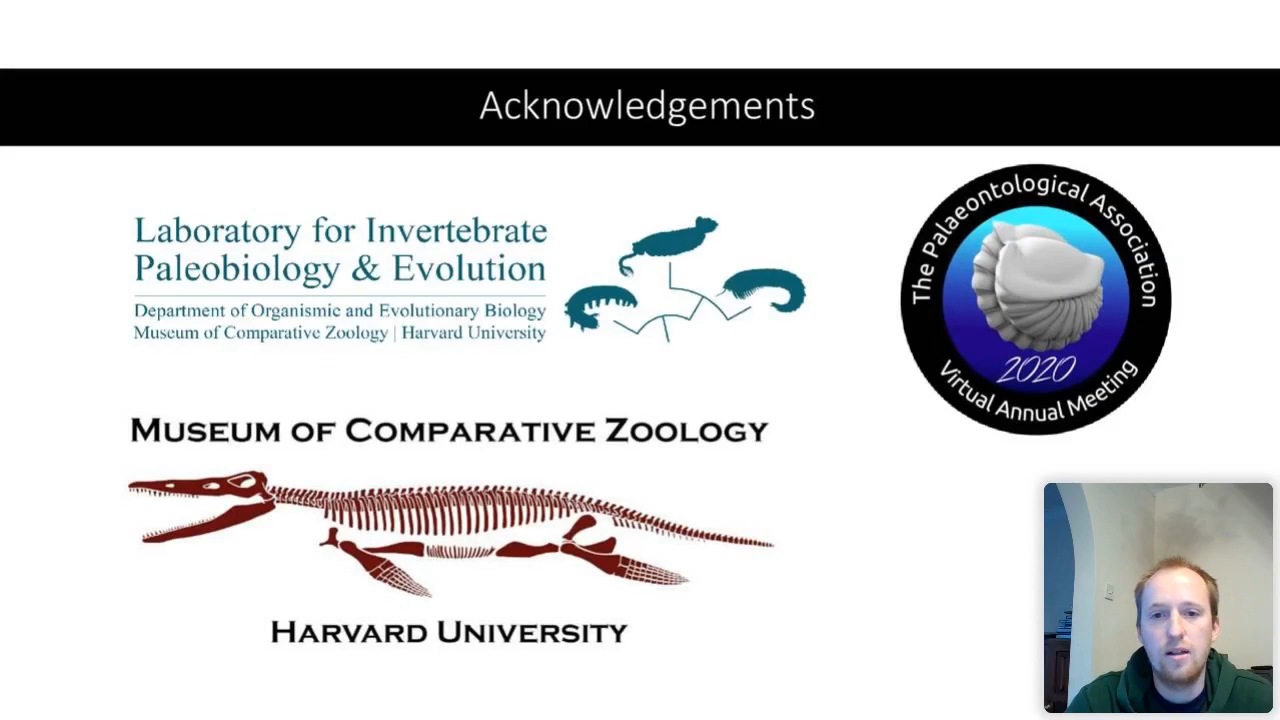 Acknowledgements
Laboratory for Invertebrate
Paleobiology & Evolution
Department of Organismic and Evolutionary Biology
Museum of Comparative Zoology | Harvard University
The Palaeontological Association
2020
Virtual Annual Meeting
MUSEUM OF COMPARATIVE ZOOLOGY
HARVARD UNIVERSITY